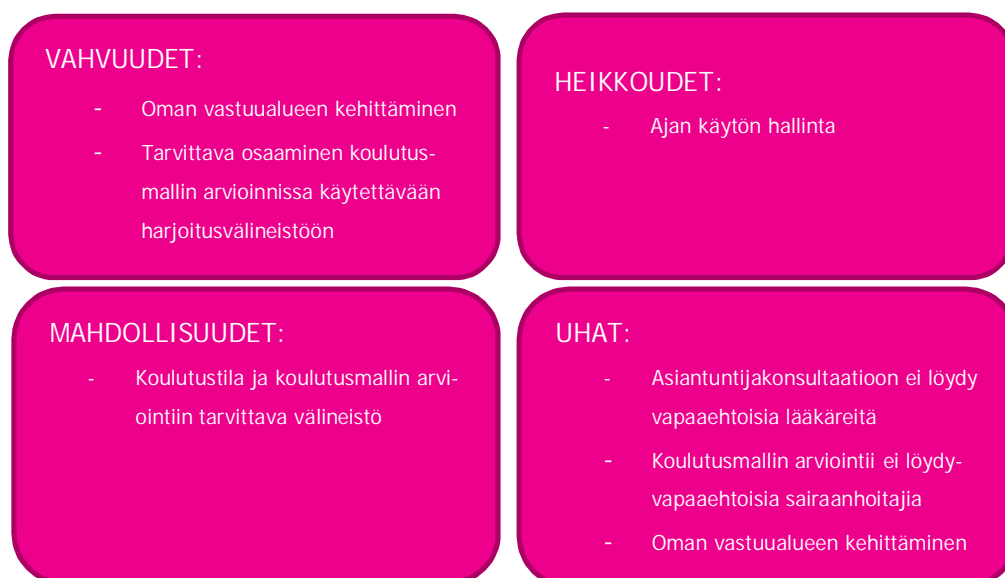 VAHVUUDET:
- Oman vastuualueen kehittäminen
- Tarvittava osaaminen koulutus-
mallin arvioinnissa käytettävään
harjoitusvälineistöön
HEIKKOUDET:
- Ajan käytön hallinta
MAHDOLLISUUDET:
- Koulutustila ja koulutusmallin arvi-
ointiin tarvittava välineistö
UHAT:
- Asiantuntijakonsultaatioon ei löydy
vapaaehtoisia lääkäreitä
- Koulutusmallin arviointii ei löydy-
vapaaehtoisia sairaanhoitajia
- Oman vastuualueen kehittäminen